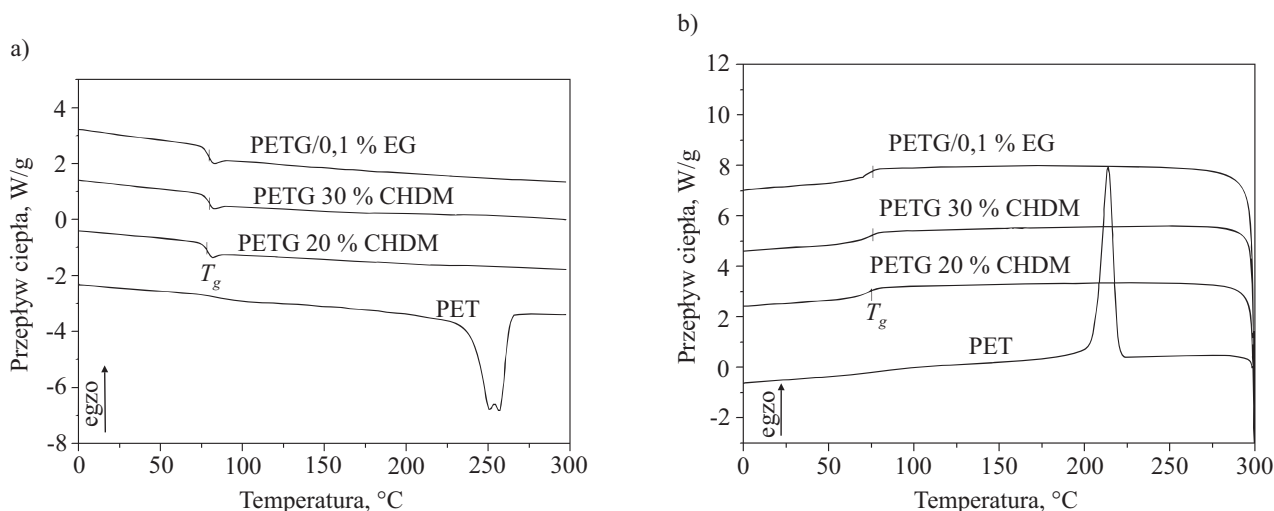 a)
Przepływ ciepła, W/g
4
2
0
-2
-4
-6
-8
PETG/0,1 % EG
PETG 30 % CHDM
PETG 20 % CHDM
Tg
PET
egzo
0 50 100 150 200 250 300
Temperatura, °C
b)
Przepływ ciepła, W/g
12
10
8
6
4
2
0
-2
PETG/0,1 % EG
PETG 30 % CHDM
PETG 20 % CHDM
Tg
PET
egzo
0 50 100 150 200 250 300
Temperatura, °C